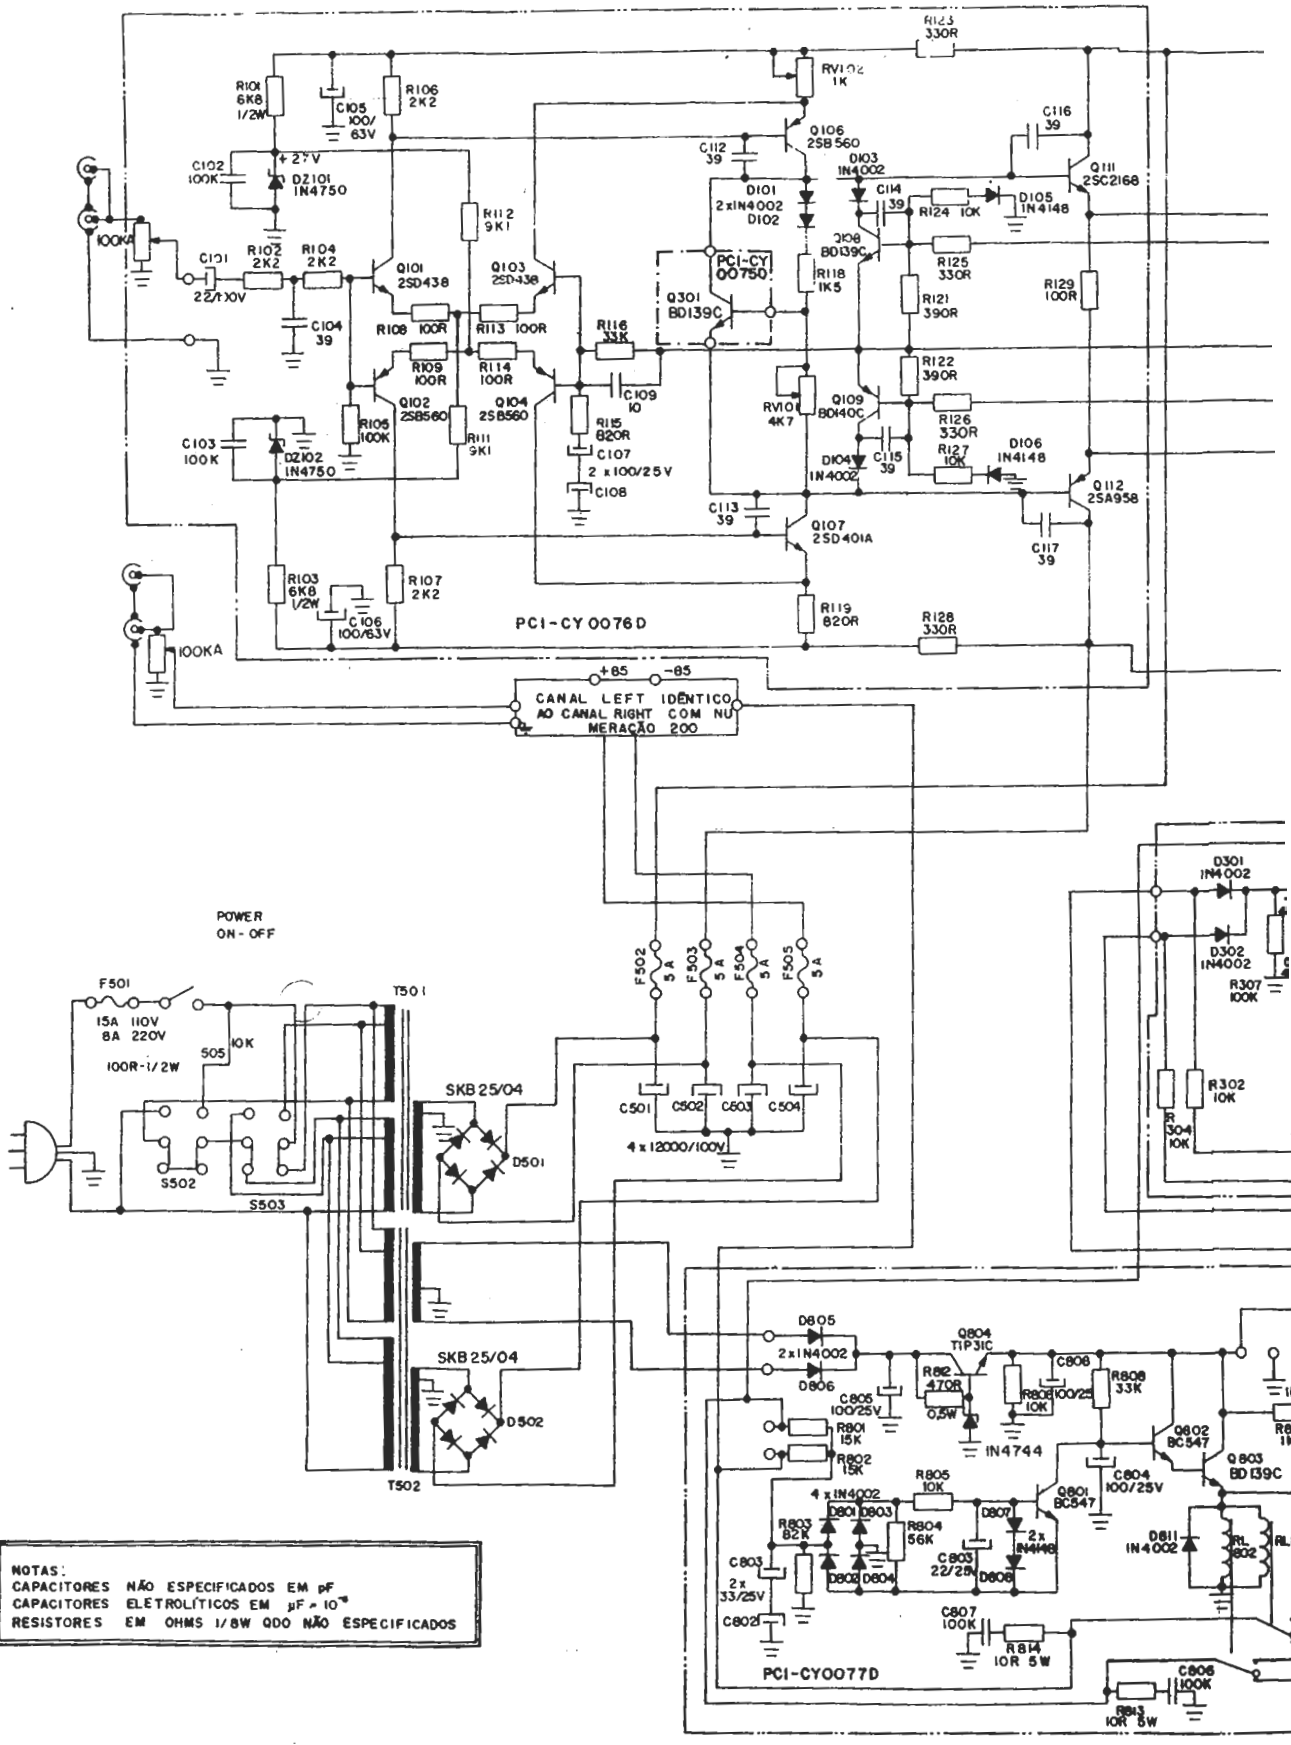 R123
330R
R101
6K8
1/2W
C105
100/
63V
R106
2K2
RV102
1K
C116
39
Q106
2SB560
C112
39
D103
1N4002
Q111
2SC2168
C102
100K
+27V
DZ101
1N4750
D101
2x1N4002
D102
C114
39
R124
10K
D105
1N4148
R112
9K1
100KA
C101
22/100V
R102
2K2
R104
2K2
Q101
2SD438
Q103
2SD438
PCI-CY
00750
Q301
BD139C
R118
1K5
Q108
BD139C
R125
330R
R121
390R
R129
100R
C104
39
R108
100R
R113
100R
R116
33K
R109
100R
R114
100R
R122
390R
C109
10
Q102
2SB560
Q104
2SB560
RV101
4K7
Q109
BD140C
R126
330R
R105
100K
R111
9K1
R115
820R
C107
2 x 100/25V
C108
C103
100K
DZ102
1N4750
D104
1N4002
C115
39
R127
10K
D106
1N4148
Q112
2SA958
C113
39
Q107
2SD401A
C117
39
R103
6K8
1/2W
C106
100/63V
R107
2K2
R119
820R
R128
330R
PCI-CY0076D
100KA
+85
-85
CANAL LEFT IDÊNTICO
AO CANAL RIGHT COM NU
MERAÇÃO 200
D301
1N4002
D302
1N4002
R307
100K
POWER
ON-OFF
F502
5A
F503
5A
F504
5A
F505
5A
F501
15A 110V
8A 220V
T501
100R-1/2W
505
10K
SKB25/04
C501
C502
C503
C504
4x12000/100V
D501
R302
10K
R
304
10K
S502
S503
SKB25/04
D502
T502
D805
2x1N4002
D806
Q804
TIP31C
C805
100/25V
R812
470R
0,5W
1N4744
R808
10K
C808
100/25
R808
33K
Q802
BC547
Q803
BD139C
R801
15K
R802
15K
C804
100/25V
R805
10K
Q801
BC547
4 x 1N4002
D801
D803
R803
82K
R804
56K
D807
2x
1N4148
D808
C803
22/25V
D802
D804
C803
2x
33/25V
C802
D811
1N4002
RL
802
RL
C807
100K
R814
10R 5W
PCI-CY0077D
C806
100K
R813
10R 5W
NOTAS:
CAPACITORES NÃO ESPECIFICADOS EM pF
CAPACITORES ELETROLÍTICOS EM µF = 10⁻⁶
RESISTORES EM OHMS 1/8W QDO NÃO ESPECIFICADOS